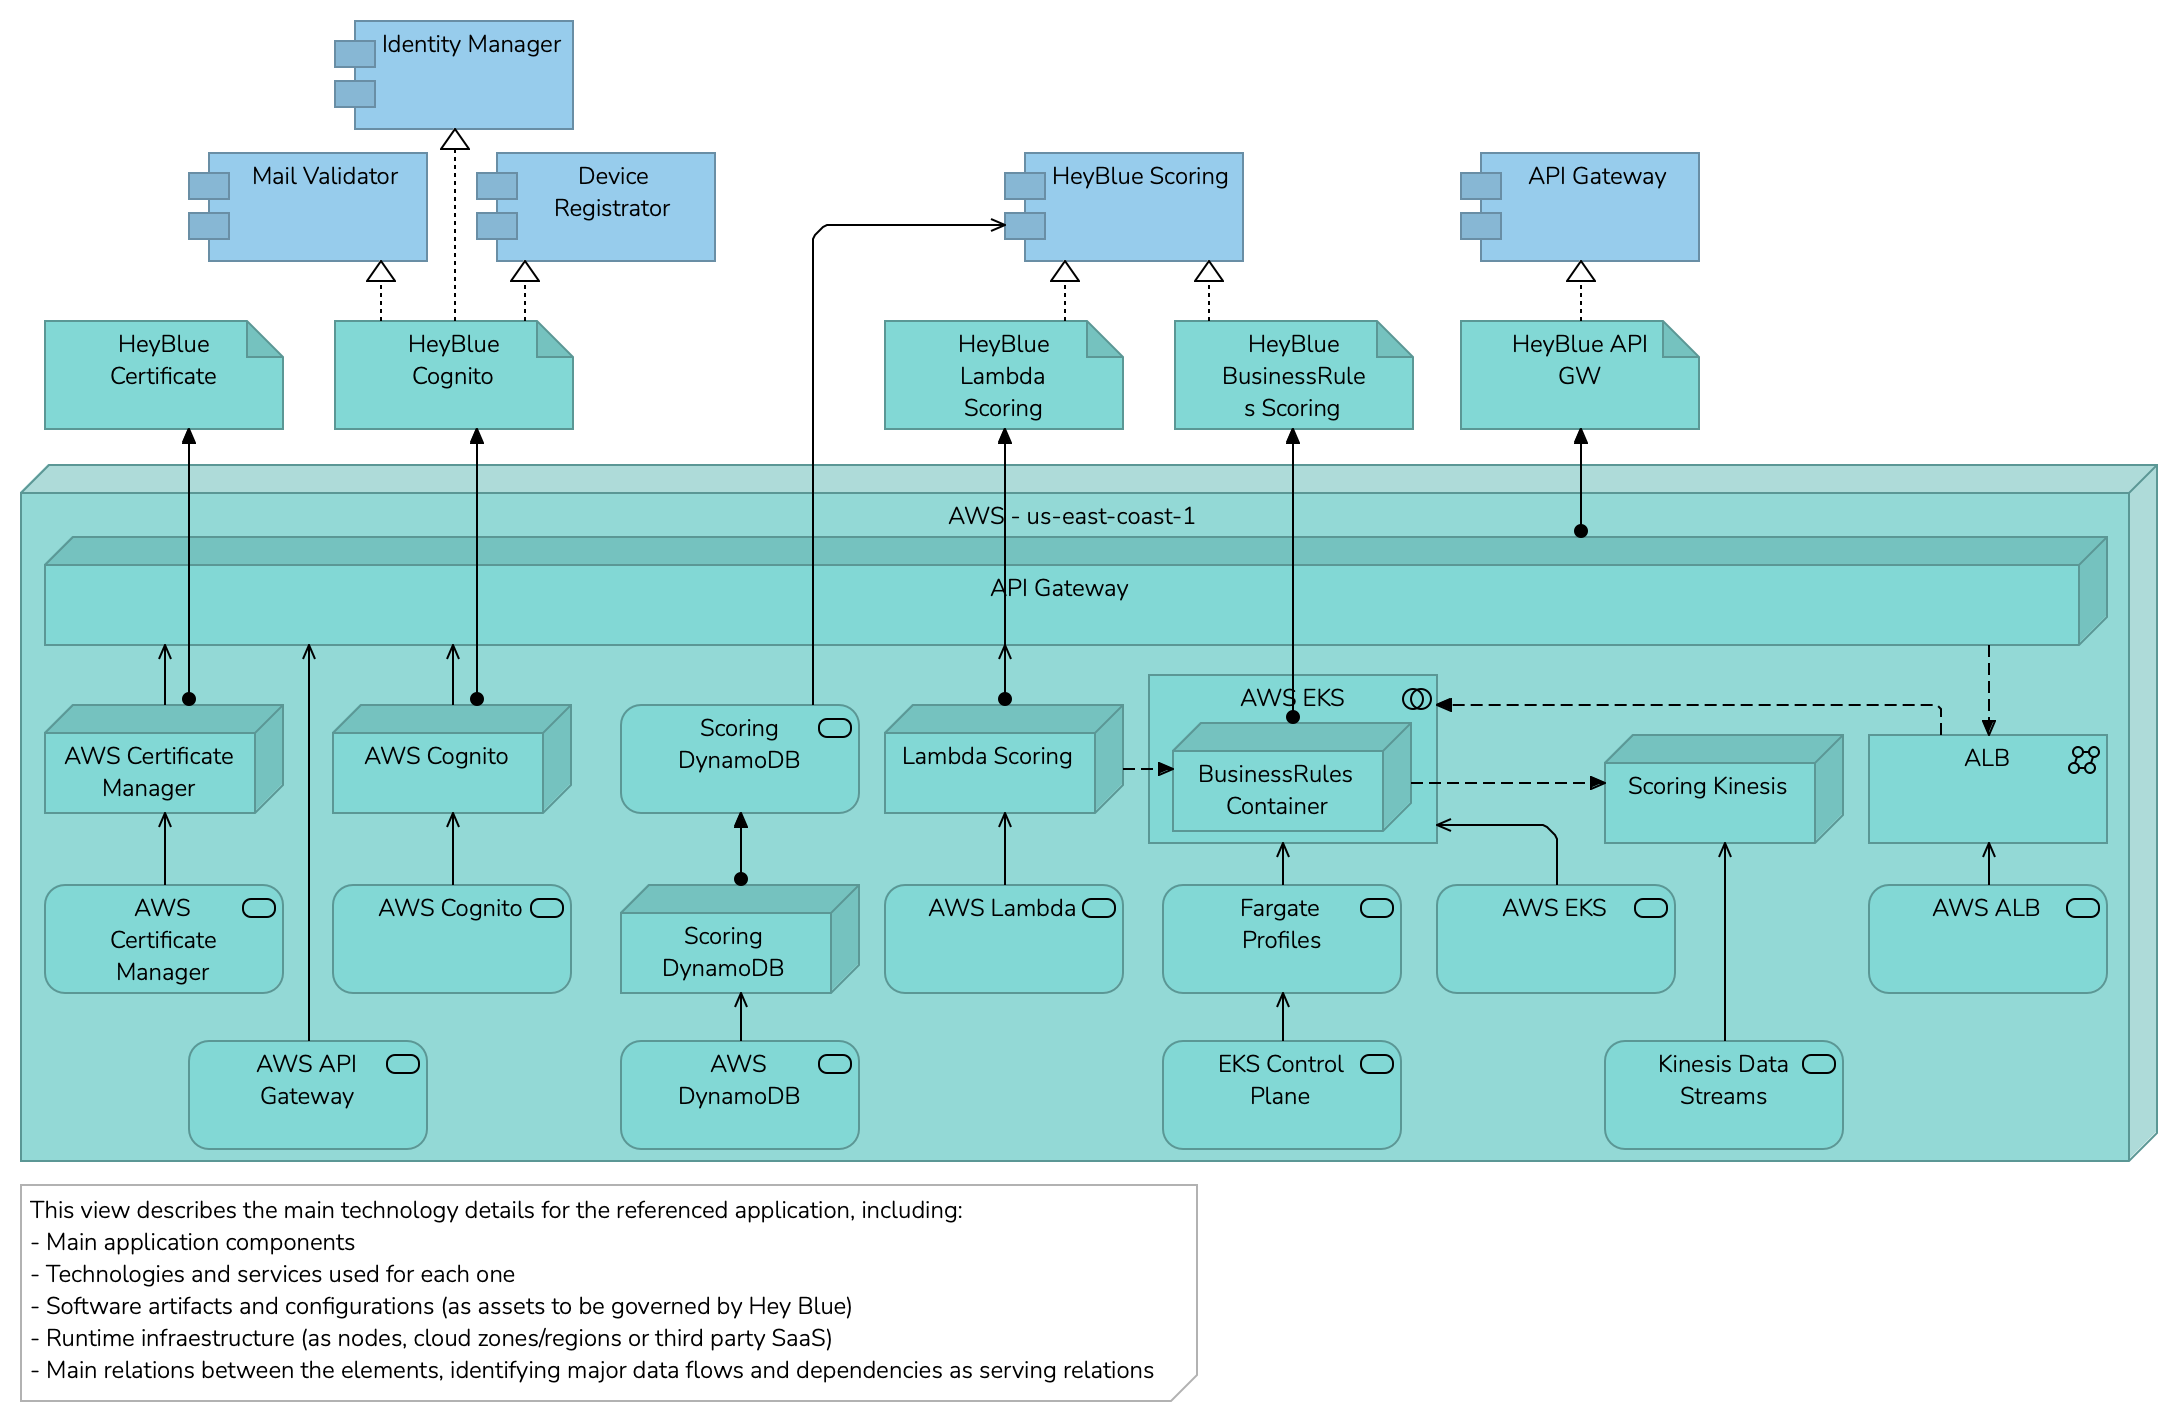 Identity Manager
Mail Validator
Device
Registrator
HeyBlue Scoring
API Gateway
HeyBlue
Certificate
HeyBlue
Cognito
HeyBlue
Lambda
Scoring
HeyBlue
BusinessRule
s Scoring
HeyBlue API
GW
AWS - us-east-coast-1
API Gateway
AWS Certificate
Manager
AWS Cognito
Scoring
DynamoDB
Lambda Scoring
AWS EKS
BusinessRules
Container
Scoring Kinesis
ALB
AWS
Certificate
Manager
AWS Cognito
Scoring
DynamoDB
AWS Lambda
Fargate
Profiles
AWS EKS
AWS ALB
AWS API
Gateway
AWS
DynamoDB
EKS Control
Plane
Kinesis Data
Streams
This view describes the main technology details for the referenced application, including:
- Main application components
- Technologies and services used for each one
- Software artifacts and configurations (as assets to be governed by Hey Blue)
- Runtime infraestructure (as nodes, cloud zones/regions or third party SaaS)
- Main relations between the elements, identifying major data flows and dependencies as serving relations